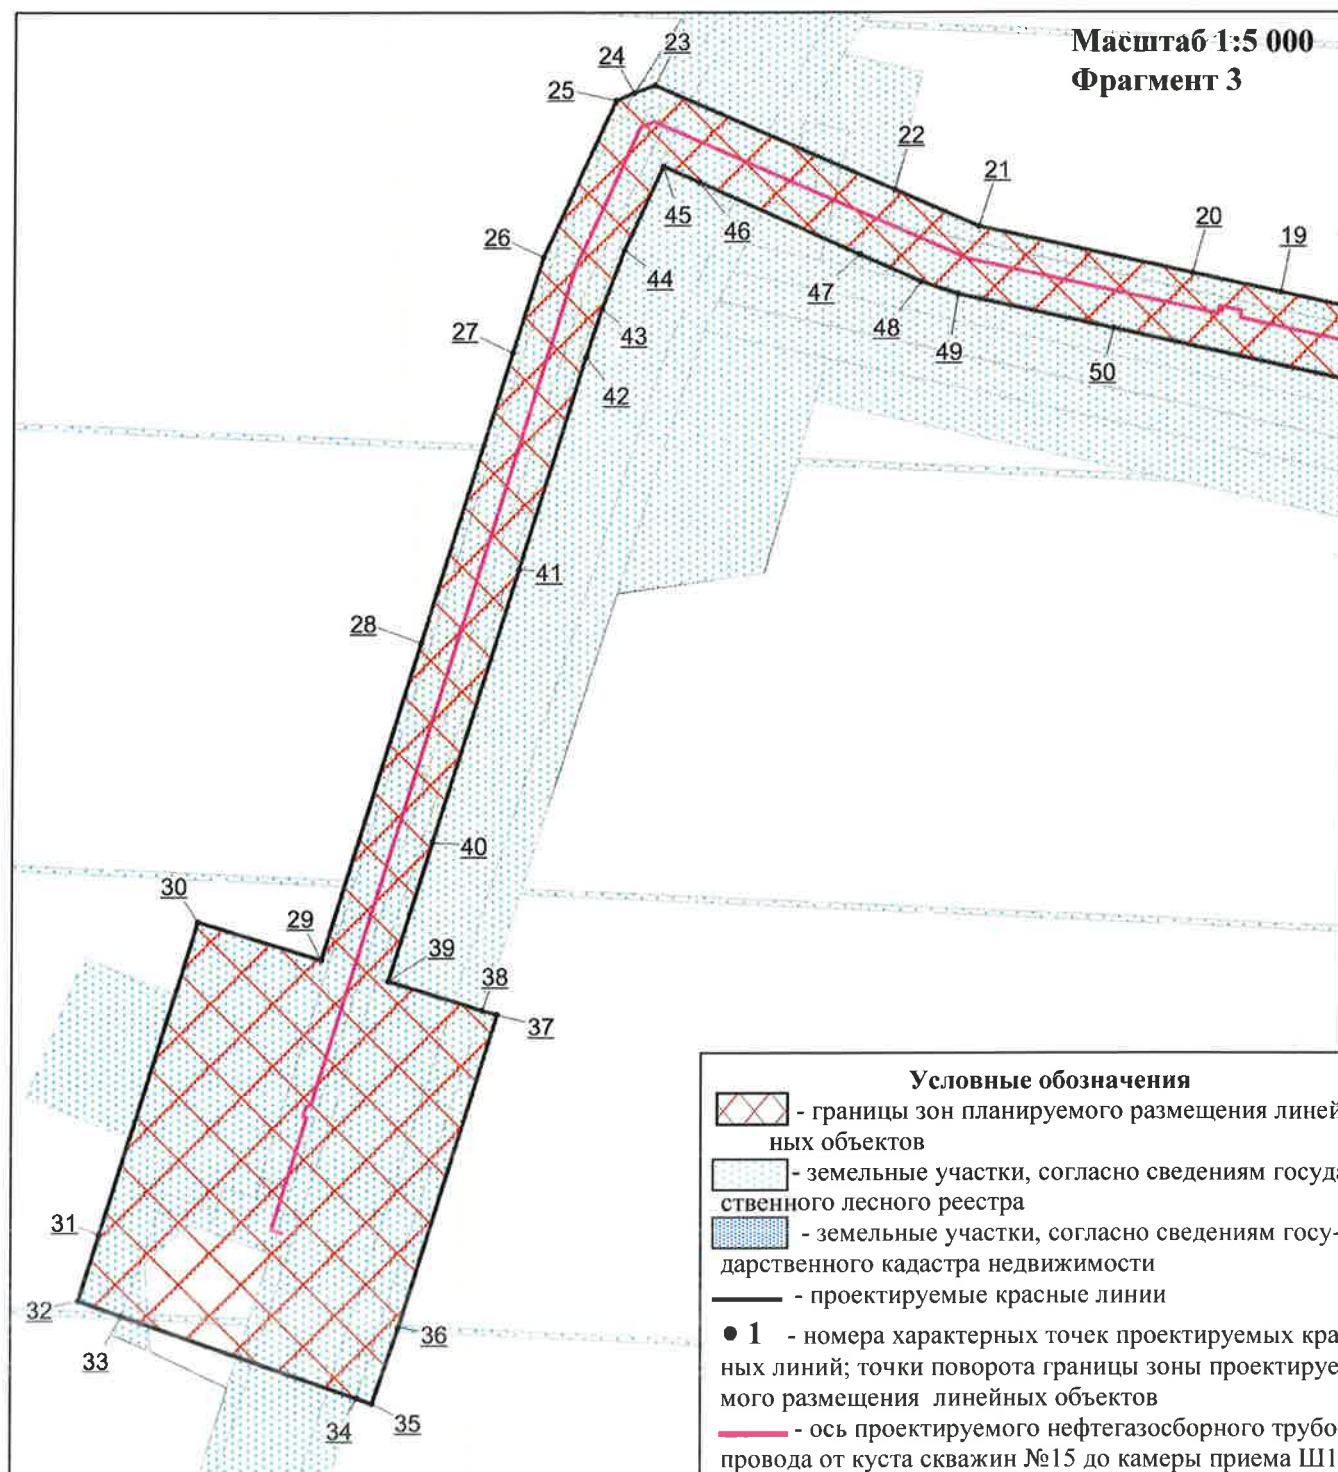 Масштаб 1:5 000
Фрагмент 3
23
24
25
22
21
20
19
45
46
26
44
47
43
48
27
49
50
42
41
28
40
30
29
39
38
37
31
32
36
33
34
35
Условные обозначения
- границы зон планируемого размещения линей
ных объектов
- земельные участки, согласно сведениям госуда
ственного лесного реестра
- земельные участки, согласно сведениям госу-
дарственного кадастра недвижимости
- проектируемые красные линии
• 1 - номера характерных точек проектируемых кра
ных линий; точки поворота границы зоны проектируе
мого размещения линейных объектов
- ось проектируемого нефтегазосборного трубо-
провода от куста скважин №15 до камеры приема Ш1